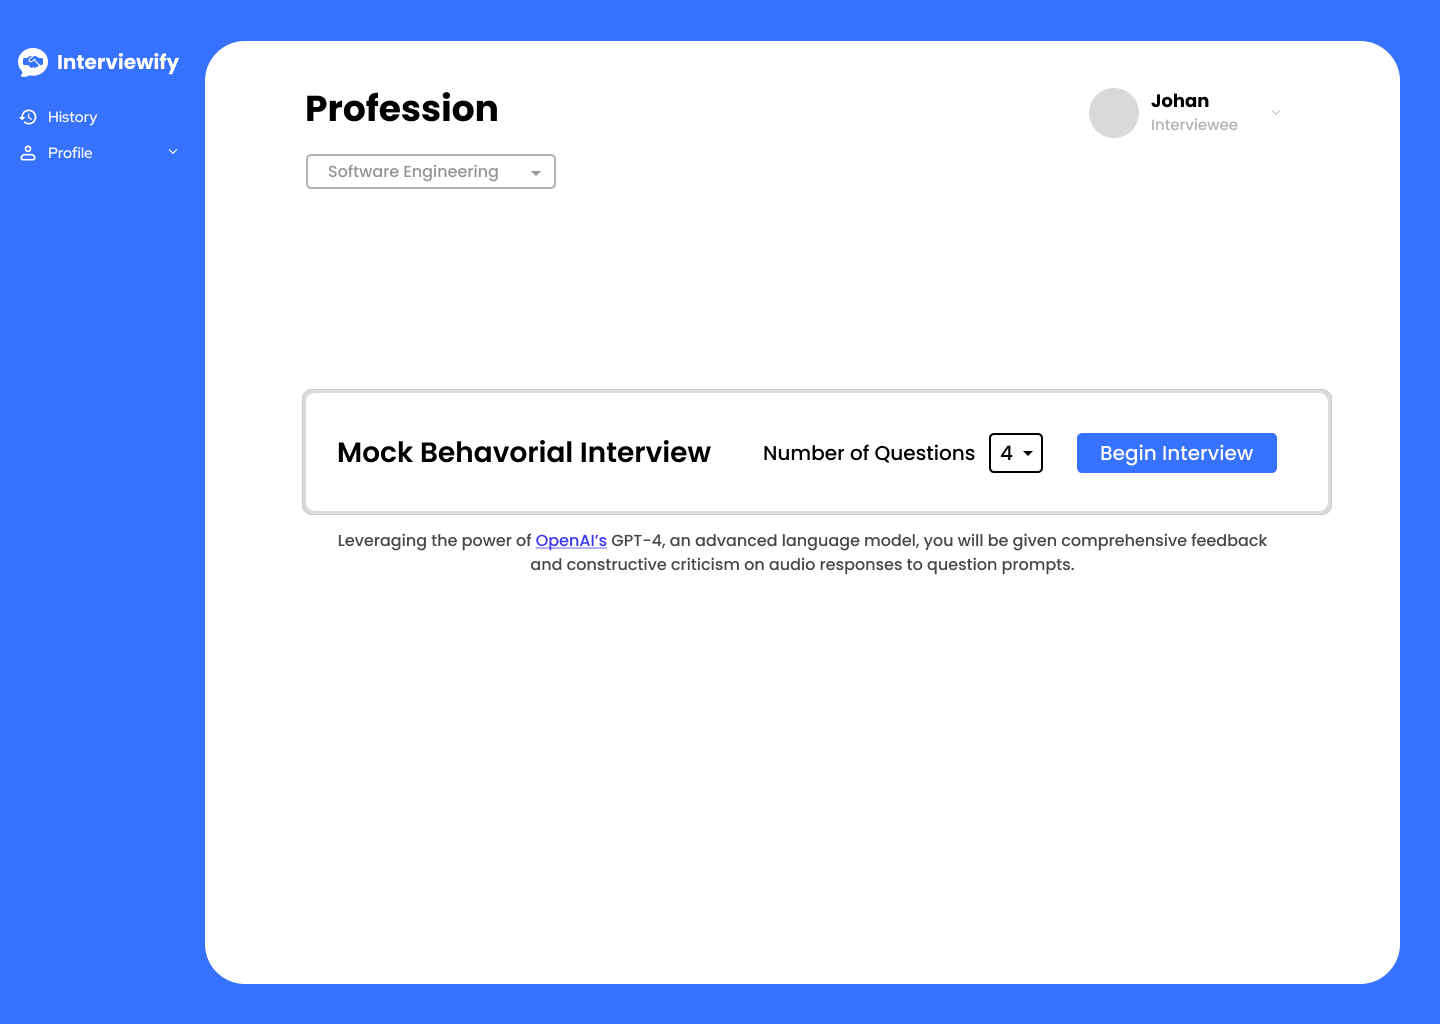 Interviewify
History
Profile
Profession
Johan
Interviewee
Software Engineering
Mock Behavorial Interview
Number of Questions
4
Begin Interview
Leveraging the power of OpenAI’s GPT-4, an advanced language model, you will be given comprehensive feedback
and constructive criticism on audio responses to question prompts.